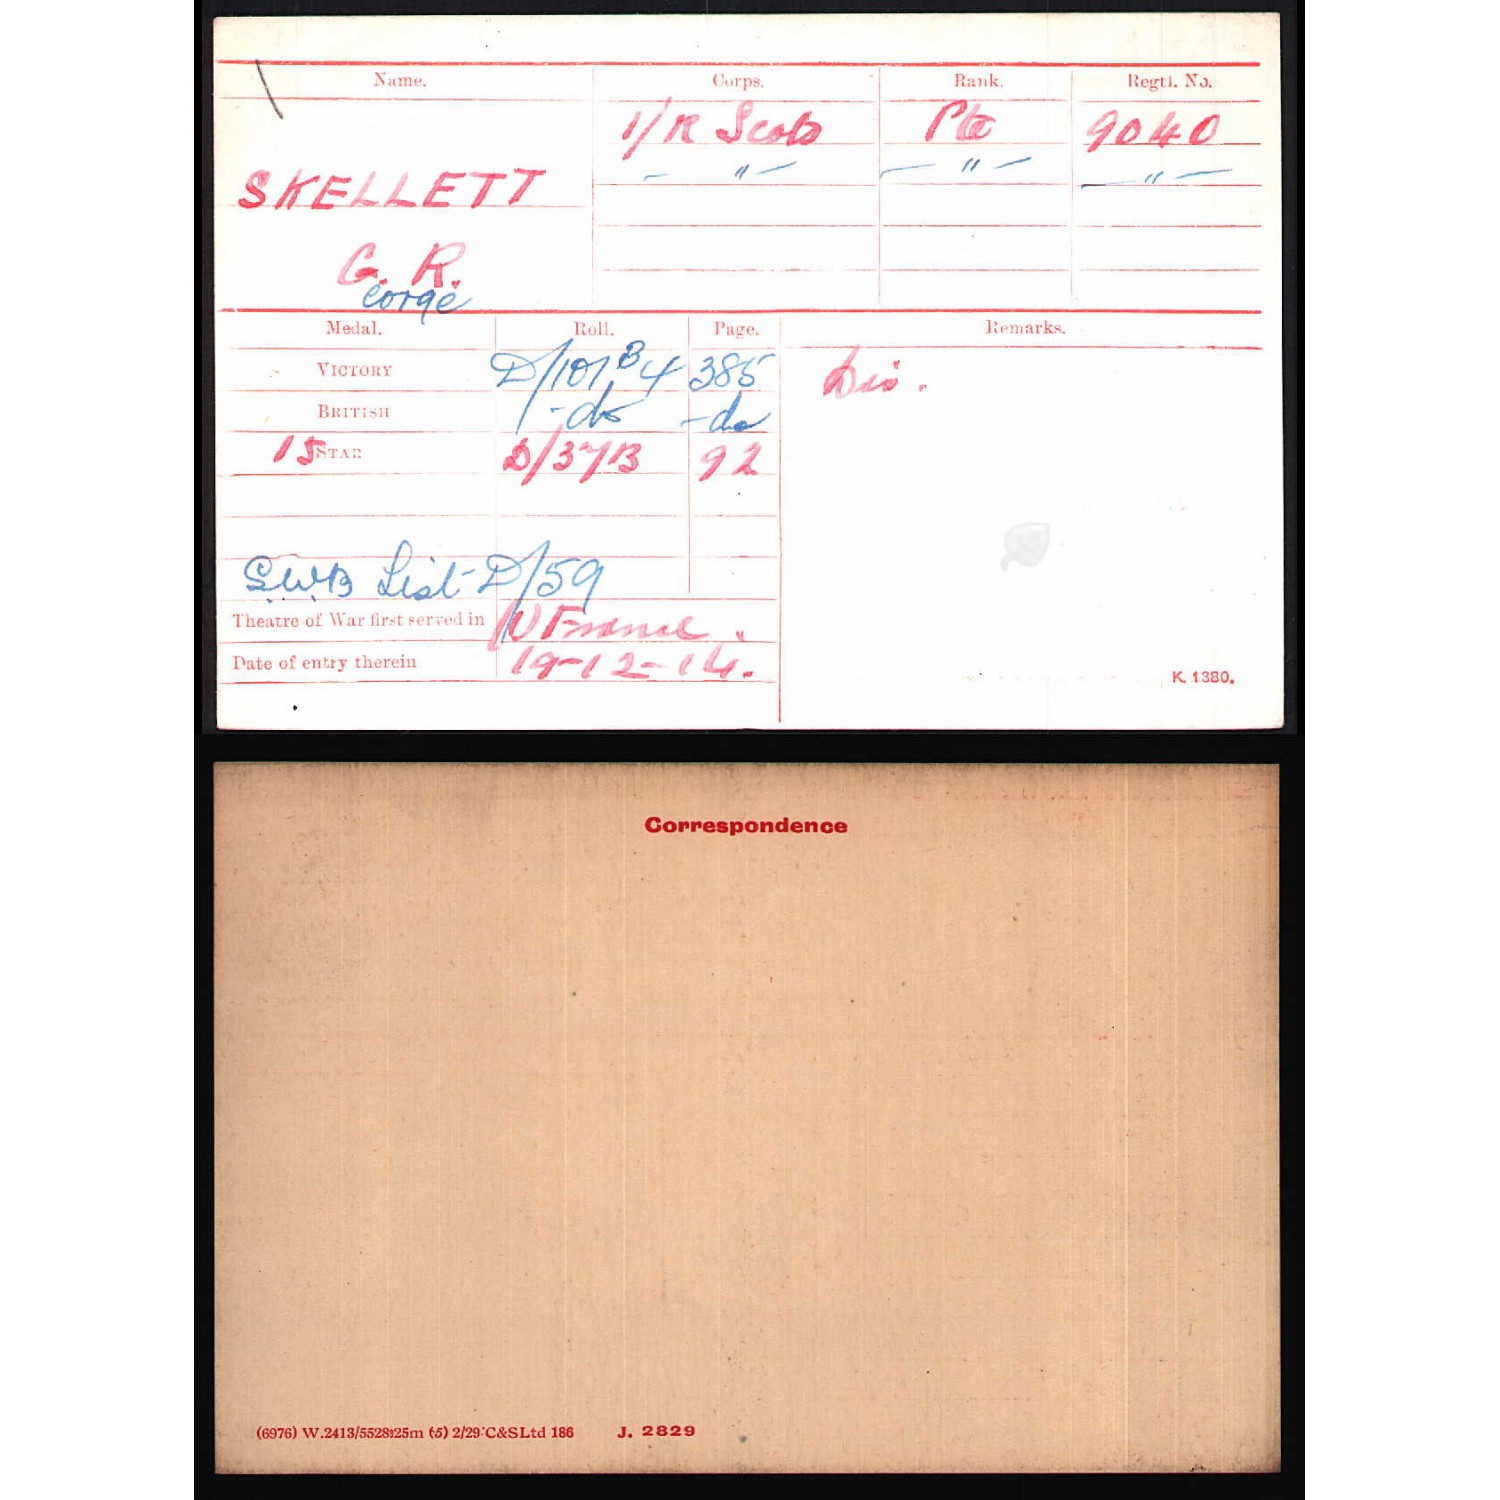 Name. Corps. Rank. Regtl. No.
1/R Scots Pte 9040
- " - - " - - " -
SKELLETT
G. R.
eorge
Medal. Roll. Page. Remarks.
VICTORY D/101 B4 385 Dis.
BRITISH -do -do
15 STAR D/3 B 92
SWB List D/59
Theatre of War first served in France
Date of entry therein 19-12-14.
K. 1380.
Correspondence
(6976) W.2413/5528 25m (5) 2/29 C&SLtd 186 J. 2829